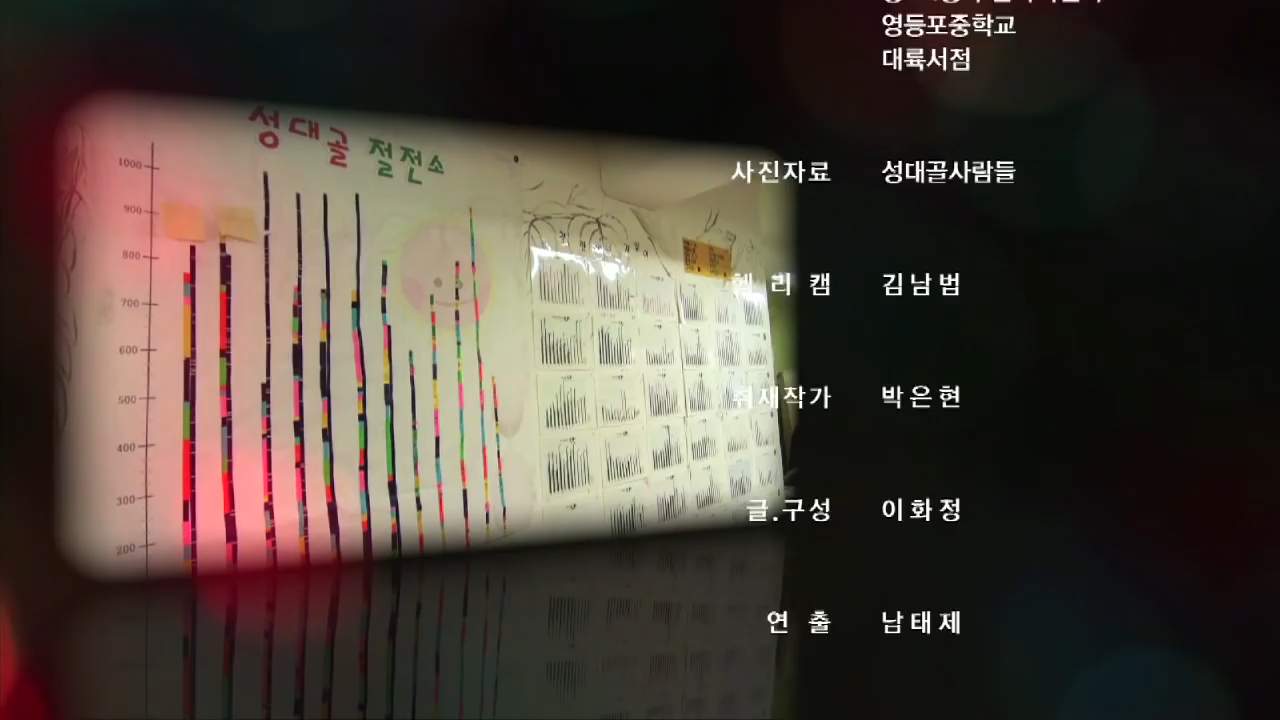 영등포중학교
대륙서점
성대골 절전소
1000
900
800
700
600
500
400
300
200
사진자료 성대골사람들
헬 리 캠 김남범
취재작가 박은현
글.구성 이화정
연 출 남태제